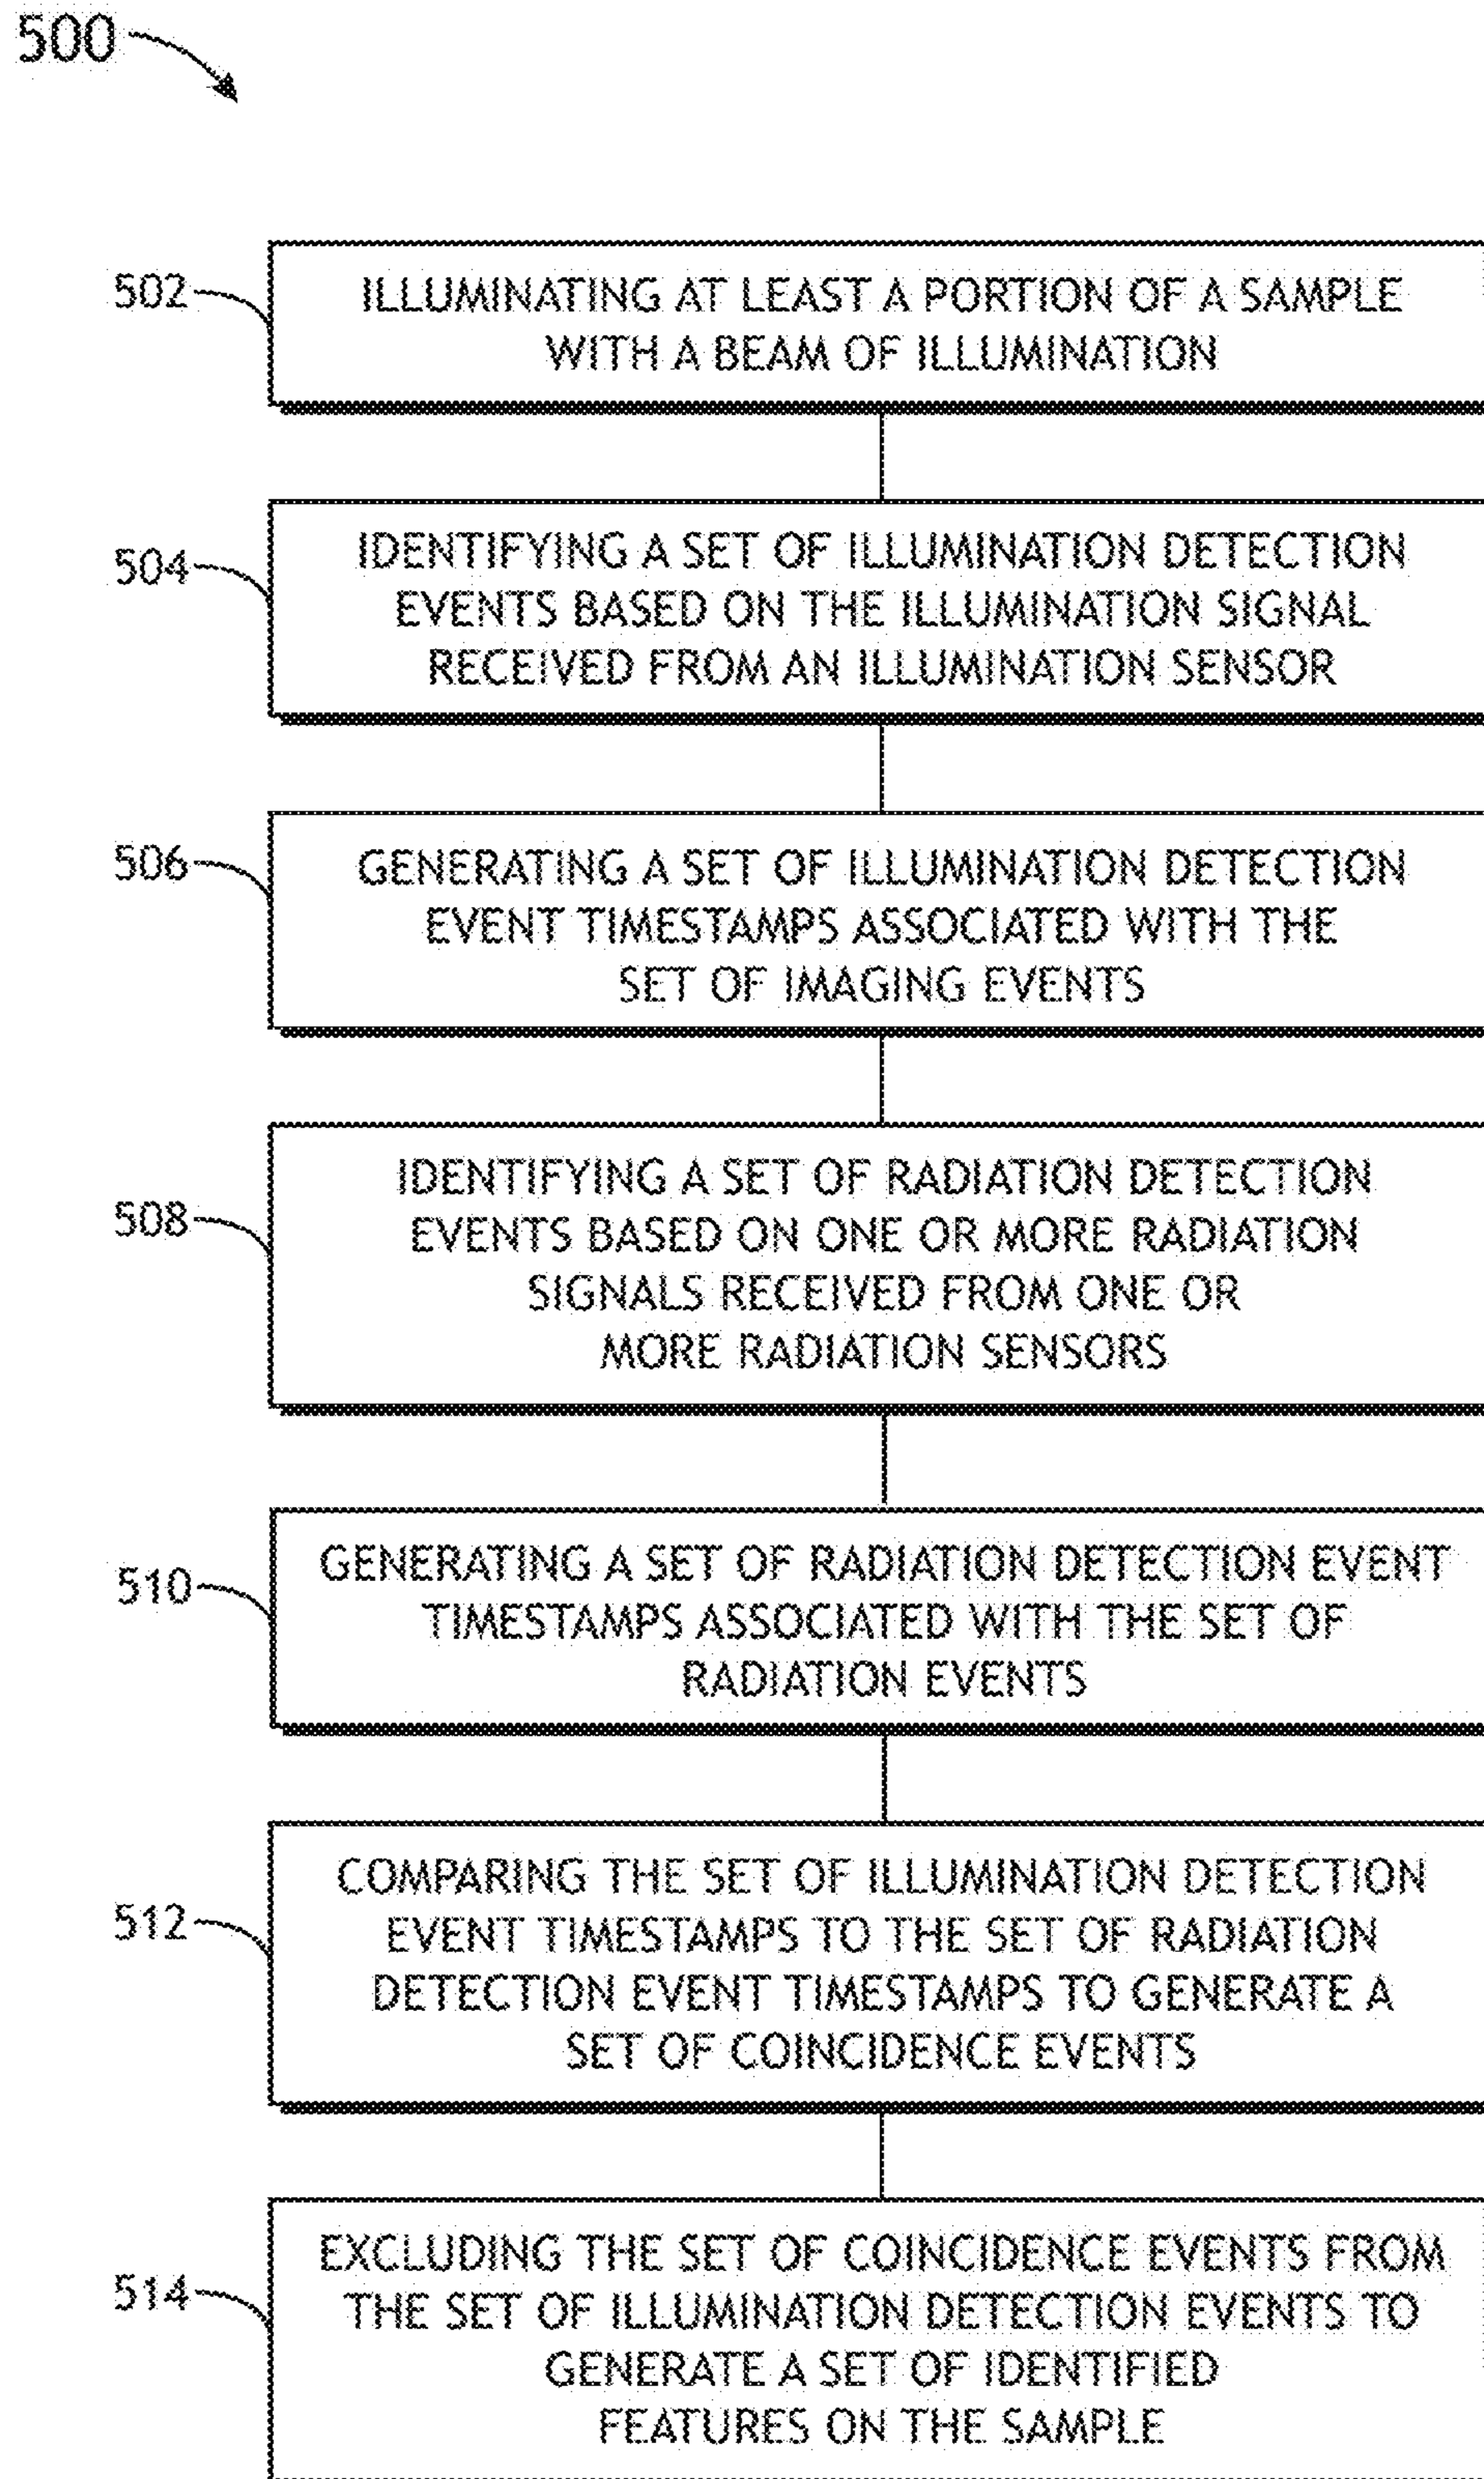 500
502
ILLUMINATING AT LEAST A PORTION OF A SAMPLE
WITH A BEAM OF ILLUMINATION
504
IDENTIFYING A SET OF ILLUMINATION DETECTION
EVENTS BASED ON THE ILLUMINATION SIGNAL
RECEIVED FROM AN ILLUMINATION SENSOR
506
GENERATING A SET OF ILLUMINATION DETECTION
EVENT TIMESTAMPS ASSOCIATED WITH THE
SET OF IMAGING EVENTS
508
IDENTIFYING A SET OF RADIATION DETECTION
EVENTS BASED ON ONE OR MORE RADIATION
SIGNALS RECEIVED FROM ONE OR
MORE RADIATION SENSORS
510
GENERATING A SET OF RADIATION DETECTION EVENT
TIMESTAMPS ASSOCIATED WITH THE SET OF
RADIATION EVENTS
512
COMPARING THE SET OF ILLUMINATION DETECTION
EVENT TIMESTAMPS TO THE SET OF RADIATION
DETECTION EVENT TIMESTAMPS TO GENERATE A
SET OF COINCIDENCE EVENTS
514
EXCLUDING THE SET OF COINCIDENCE EVENTS FROM
THE SET OF ILLUMINATION DETECTION EVENTS TO
GENERATE A SET OF IDENTIFIED
FEATURES ON THE SAMPLE